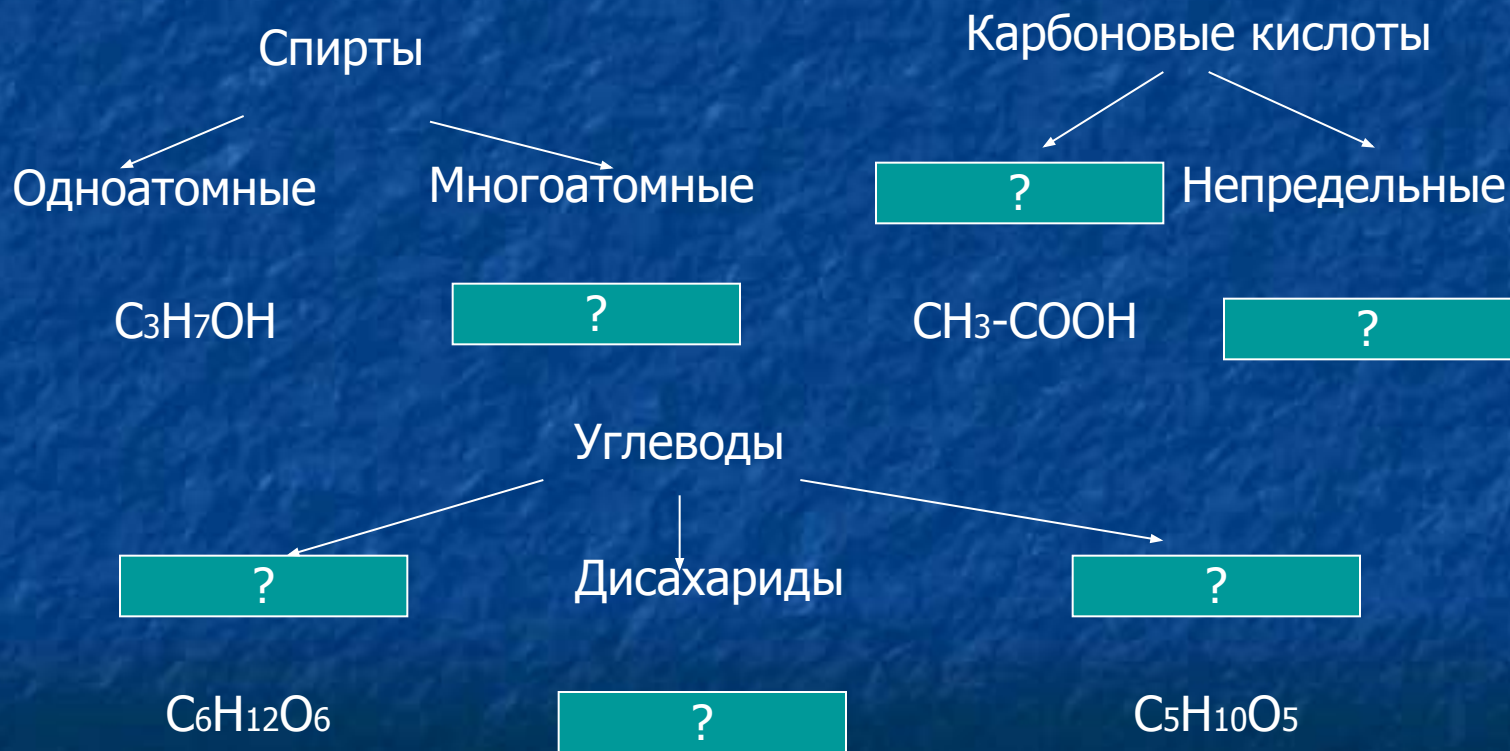 Спирты
Карбоновые кислоты
Одноатомные
Многоатомные
?
Непредельные
C3H7OH
?
CH3-COOH
?
Углеводы
?
Дисахариды
?
C6H12O6
?
C5H10O5